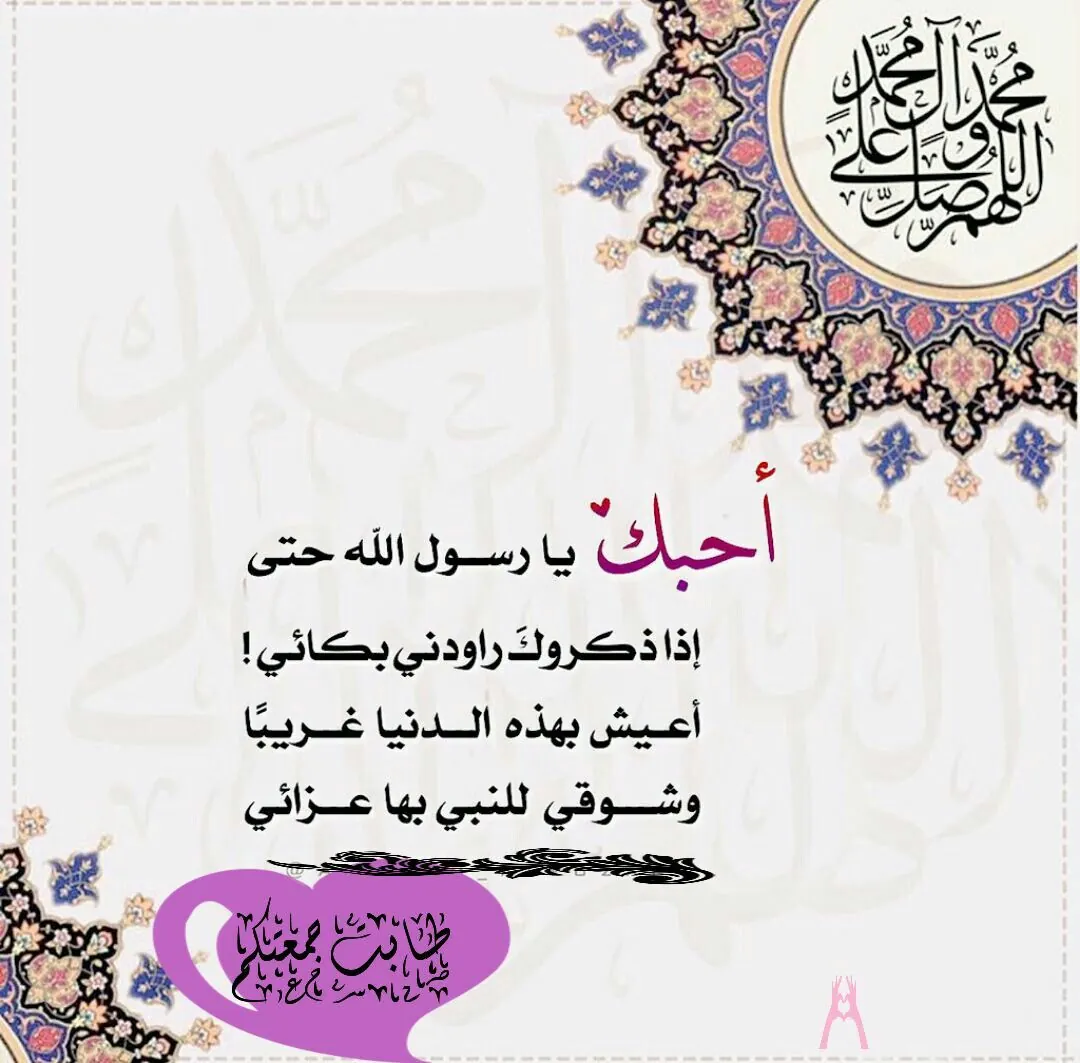 اللهم صل على
محمد وآل محمد
أحبك يا رسول الله حتى
إذا ذكروكَ راودني بكائي!
أعيش بهذه الدنيا غريبًا
وشوقي للنبي بها عزائي
طابت جمعتكم